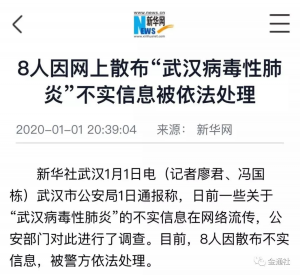 新华网
News
www.xinhuanet.com
8人因网上散布“武汉病毒性肺
炎”不实信息被依法处理
2020-01-01 20:39:04 来源： 新华网
新华社武汉1月1日电（记者廖君、冯国
栋）武汉市公安局1日通报称，日前一些关于
“武汉病毒性肺炎”的不实信息在网络流传，公
安部门对此进行了调查。目前，8人因散布不实
信息，被警方依法处理。
金通社